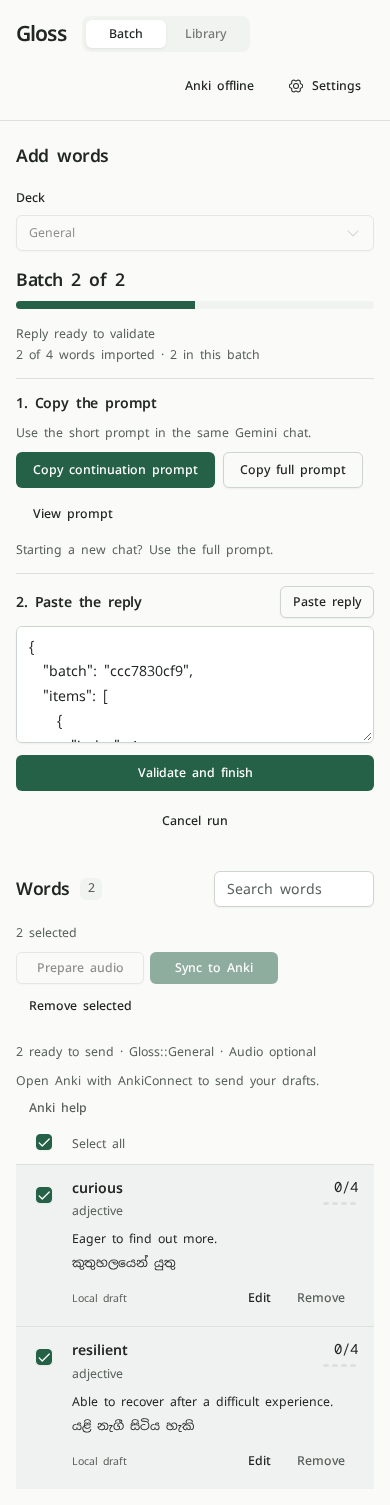 Gloss
Batch
Library
Anki offline
Settings
Add words
Deck
General
Batch 2 of 2
Reply ready to validate
2 of 4 words imported · 2 in this batch
1. Copy the prompt
Use the short prompt in the same Gemini chat.
Copy continuation prompt
Copy full prompt
View prompt
Starting a new chat? Use the full prompt.
2. Paste the reply
Paste reply
{
"batch": "ccc7830cf9",
"items": [
{
Validate and finish
Cancel run
Words 2
Search words
2 selected
Prepare audio
Sync to Anki
Remove selected
2 ready to send · Gloss::General · Audio optional
Open Anki with AnkiConnect to send your drafts.
Anki help
Select all
curious
0/4
adjective
Eager to find out more.
කුතුහලයෙන් යුතු
Local draft
Edit
Remove
resilient
0/4
adjective
Able to recover after a difficult experience.
යළි නැගී සිටිය හැකි
Local draft
Edit
Remove